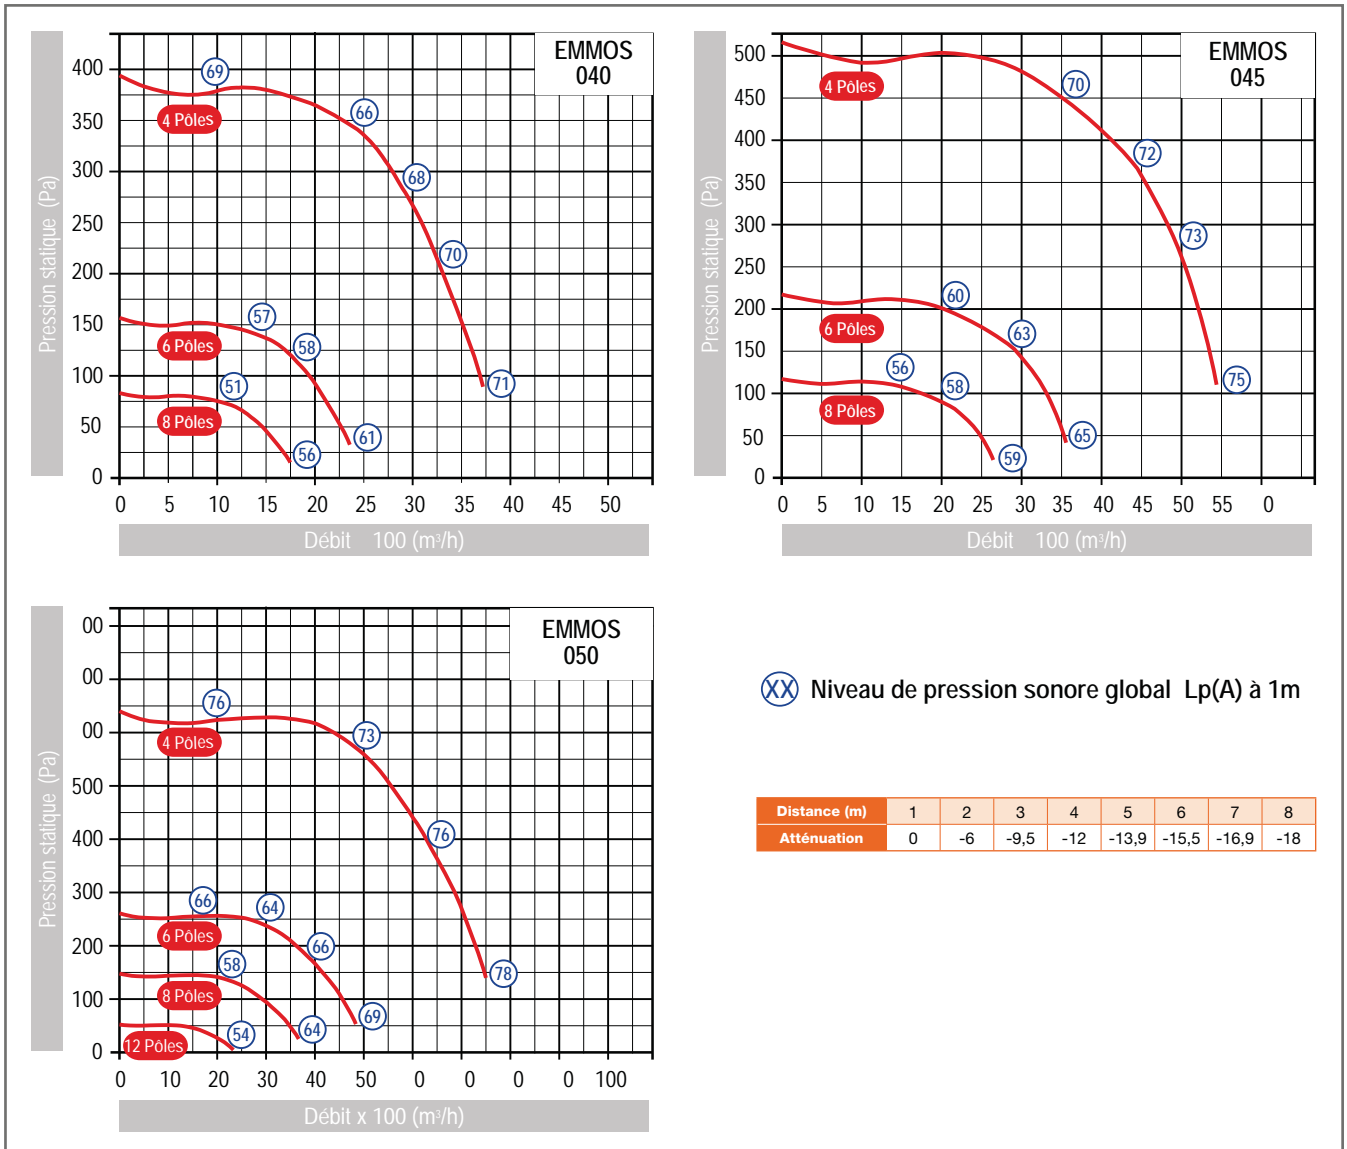 EMMOS
040
400
350
300
250
200
150
100
50
0
Pression statique (Pa)
4 Pôles
6 Pôles
8 Pôles
69
66
68
70
71
57
58
61
51
56
0 5 10 15 20 25 30 35 40 45 50
Débit 100 (m³/h)
EMMOS
045
500
450
400
350
300
250
200
150
100
50
0
Pression statique (Pa)
4 Pôles
6 Pôles
8 Pôles
70
72
73
75
60
63
65
56
58
59
0 5 10 15 20 25 30 35 40 45 50 55 0
Débit 100 (m³/h)
EMMOS
050
00
00
00
500
400
300
200
100
0
Pression statique (Pa)
4 Pôles
6 Pôles
8 Pôles
12 Pôles
76
73
76
78
66
64
66
69
58
64
54
0 10 20 30 40 50 0 0 0 0 100
Débit x 100 (m³/h)
XX Niveau de pression sonore global Lp(A) à 1m
Distance (m) 1 2 3 4 5 6 7 8
Atténuation 0 -6 -9,5 -12 -13,9 -15,5 -16,9 -18